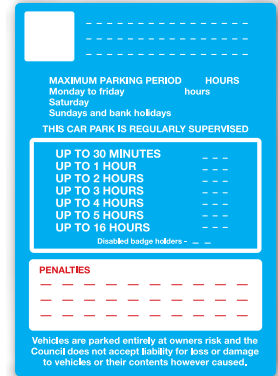 MAXIMUM PARKING PERIOD HOURS
Monday to friday hours
Saturday
Sundays and bank holidays
THIS CAR PARK IS REGULARLY SUPERVISED
UP TO 30 MINUTES _ _ _
UP TO 1 HOUR _ _ _
UP TO 2 HOURS _ _ _
UP TO 3 HOURS _ _ _
UP TO 4 HOURS _ _ _
UP TO 5 HOURS _ _ _
UP TO 16 HOURS _ _ _
Disabled badge holders - _ _
PENALTIES
Vehicles are parked entirely at owners risk and the
Council does not accept liability for loss or damage
to vehicles or their contents however caused.